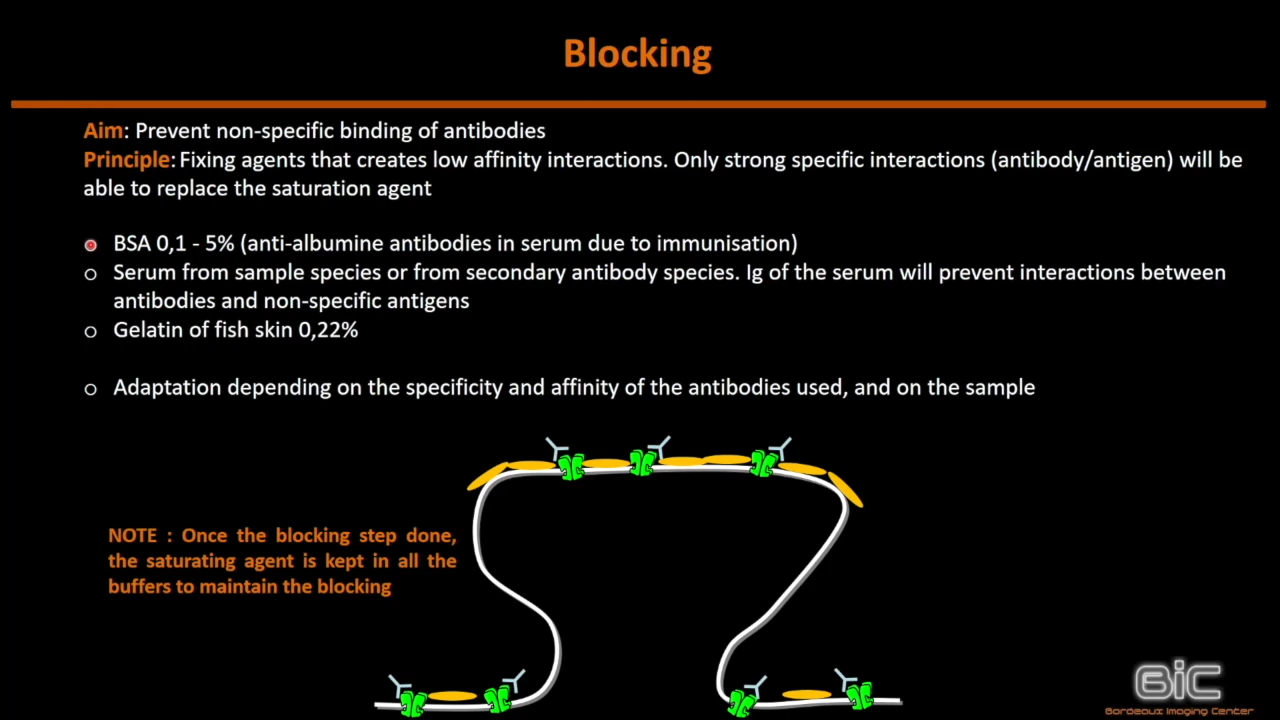 Blocking
Aim: Prevent non-specific binding of antibodies
Principle: Fixing agents that creates low affinity interactions. Only strong specific interactions (antibody/antigen) will be
able to replace the saturation agent
BSA 0,1 - 5% (anti-albumine antibodies in serum due to immunisation)
Serum from sample species or from secondary antibody species. Ig of the serum will prevent interactions between
antibodies and non-specific antigens
Gelatin of fish skin 0,22%
Adaptation depending on the specificity and affinity of the antibodies used, and on the sample
NOTE : Once the blocking step done,
the saturating agent is kept in all the
buffers to maintain the blocking
BiC
Bordeaux Imaging Center